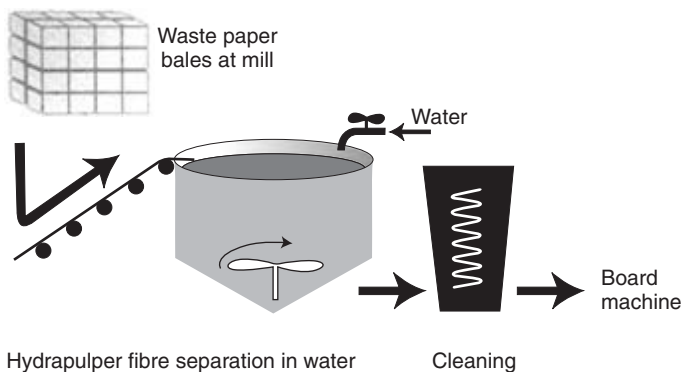 Waste paper
bales at mill
Water
Board
machine
Hydrapulper fibre separation in water
Cleaning